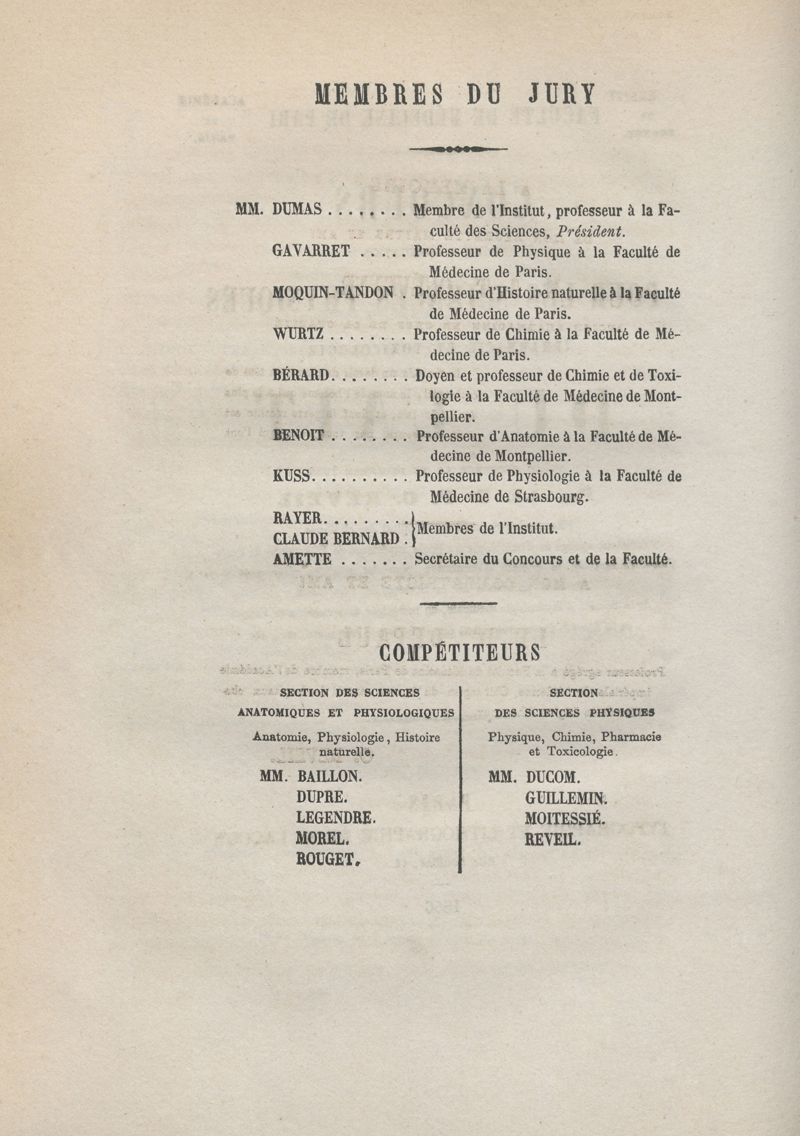 MEMBRES DU JURY
MM. DUMAS ........ Membre de l'Institut, professeur à la Fa-
culté des Sciences, Président.
GAVARRET ..... Professeur de Physique à la Faculté de
Médecine de Paris.
MOQUIN-TANDON . Professeur d'Histoire naturelle à la Faculté
de Médecine de Paris.
WURTZ ........ Professeur de Chimie à la Faculté de Mé-
decine de Paris.
BÉRARD........ Doyen et professeur de Chimie et de Toxi-
logie à la Faculté de Médecine de Mont-
pellier.
BENOIT ........ Professeur d'Anatomie à la Faculté de Mé-
decine de Montpellier.
KUSS.......... Professeur de Physiologie à la Faculté de
Médecine de Strasbourg.
RAYER.........
CLAUDE BERNARD . } Membres de l'Institut.
AMETTE ....... Secrétaire du Concours et de la Faculté.
COMPÉTITEURS
SECTION DES SCIENCES
ANATOMIQUES ET PHYSIOLOGIQUES
Anatomie, Physiologie, Histoire
naturelle.
MM. BAILLON.
DUPRE.
LEGENDRE.
MOREL.
ROUGET.
SECTION
DES SCIENCES PHYSIQUES
Physique, Chimie, Pharmacie
et Toxicologie.
MM. DUCOM.
GUILLEMIN.
MOITESSIÉ.
REVEIL.